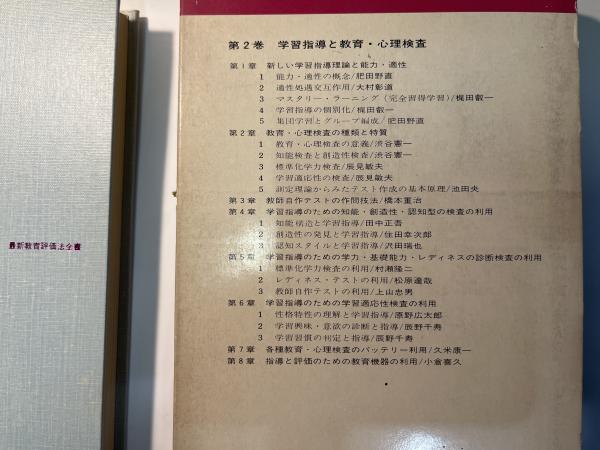 最新教育評価法全書
第2巻 学習指導と教育・心理検査
第1章 新しい学習指導理論と能力・適性
1 能力・適性の概念/肥田野直
2 適性処遇交互作用/大村彰道
3 マスタリー・ラーニング(完全習得学習)/梶田叡一
4 学習指導の個別化/梶田叡一
5 集団学習とグループ編成/肥田野直
第2章 教育・心理検査の種類と特質
1 教育・心理検査の意義/渋谷憲一
2 知能検査と創造性検査/渋谷憲一
3 標準化学力検査/辰見敏夫
4 学習適応性の検査/辰見敏夫
5 測定理論からみたテスト作成の基本原理/池田央
第3章 教師自作テストの作問技法/橋本重治
第4章 学習指導のための知能・創造性・認知型の検査の利用
1 知能構造と学習指導/田中正吾
2 創造性の発見と学習指導/住田幸次郎
3 認知スタイルと学習指導/沢田瑞也
第5章 学習指導のための学力・基礎能力・レディネスの診断検査の利用
1 標準化学力検査の利用/村瀬隆二
2 レディネス・テストの利用/松原達哉
3 教師自作テストの利用/上山忠男
第6章 学習指導のための学習適応性検査の利用
1 性格特性の理解と学習指導/原野広太郎
2 学習興味・意欲の診断と指導/辰野千寿
3 学習習慣の判定と指導/辰野千寿
第7章 各種教育・心理検査のバッテリー利用/久米康一
第8章 指導と評価のための教育機器の利用/小倉喜久